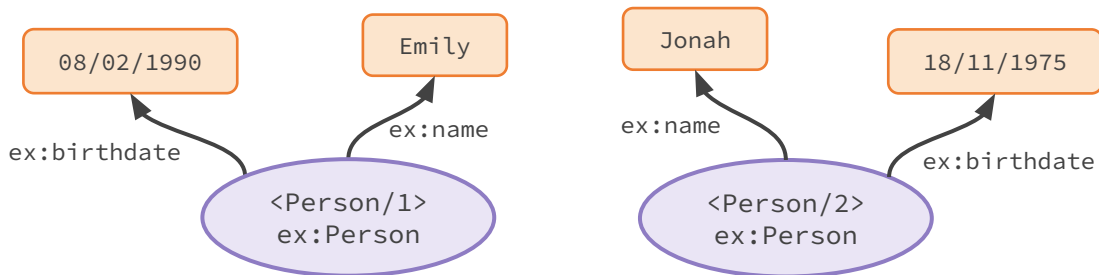 08/02/1990
Emily
Jonah
18/11/1975
ex:birthdate
ex:name
ex:name
ex:birthdate
<Person/1>
ex:Person
<Person/2>
ex:Person